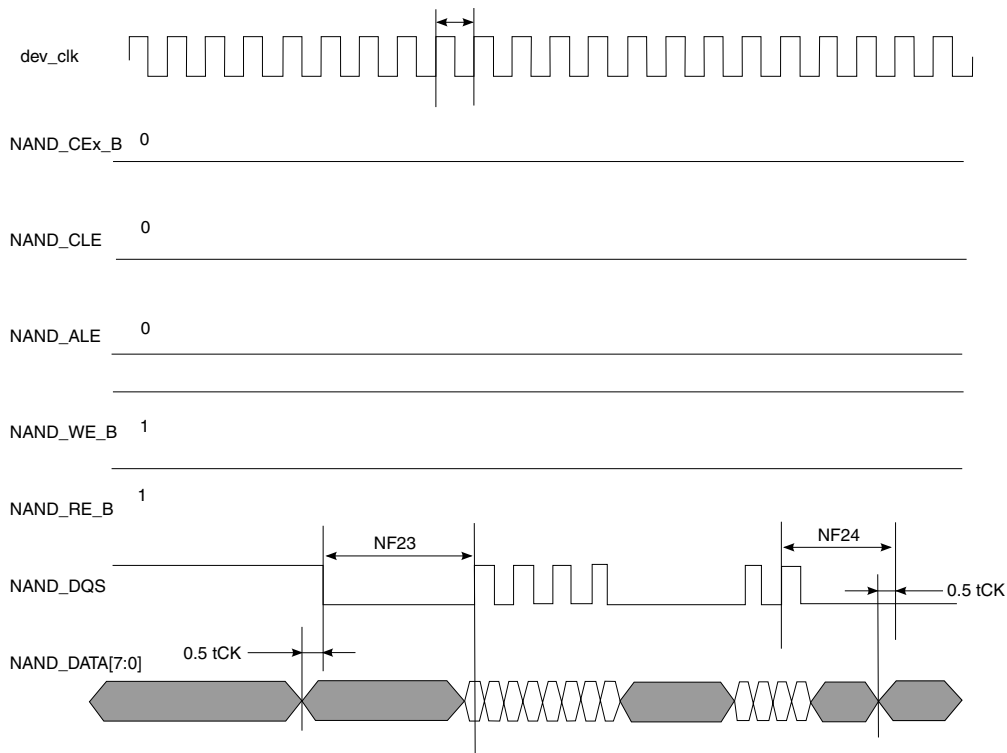 dev_clk
NAND_CEx_B 0
NAND_CLE 0
NAND_ALE 0
NAND_WE_B 1
NAND_RE_B 1
NF23
NF24
NAND_DQS
0.5 tCK
NAND_DATA[7:0]
0.5 tCK